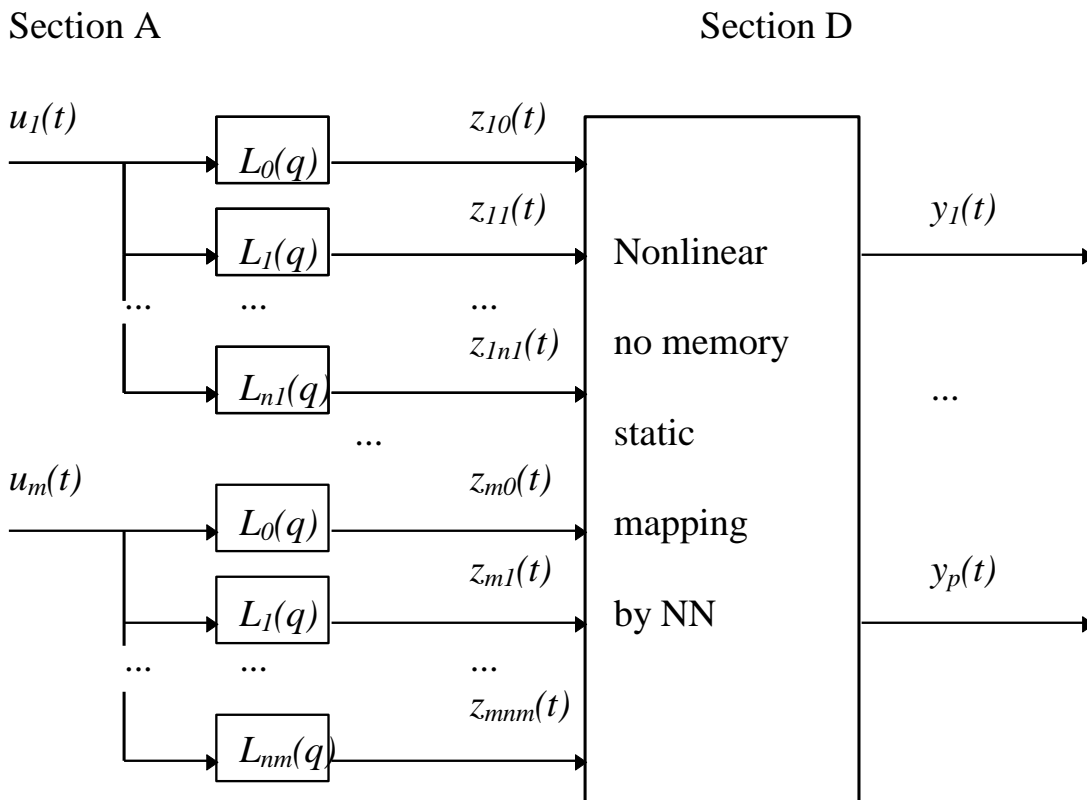 Section A Section D
u1(t) z10(t)
L0(q)
z11(t) y1(t)
L1(q) Nonlinear
... ... ...
z1n1(t) no memory
Ln1(q) ...
... static
um(t) zm0(t)
L0(q) mapping
zm1(t) yp(t)
L1(q) by NN
... ... ...
zmnm(t)
Lnm(q)